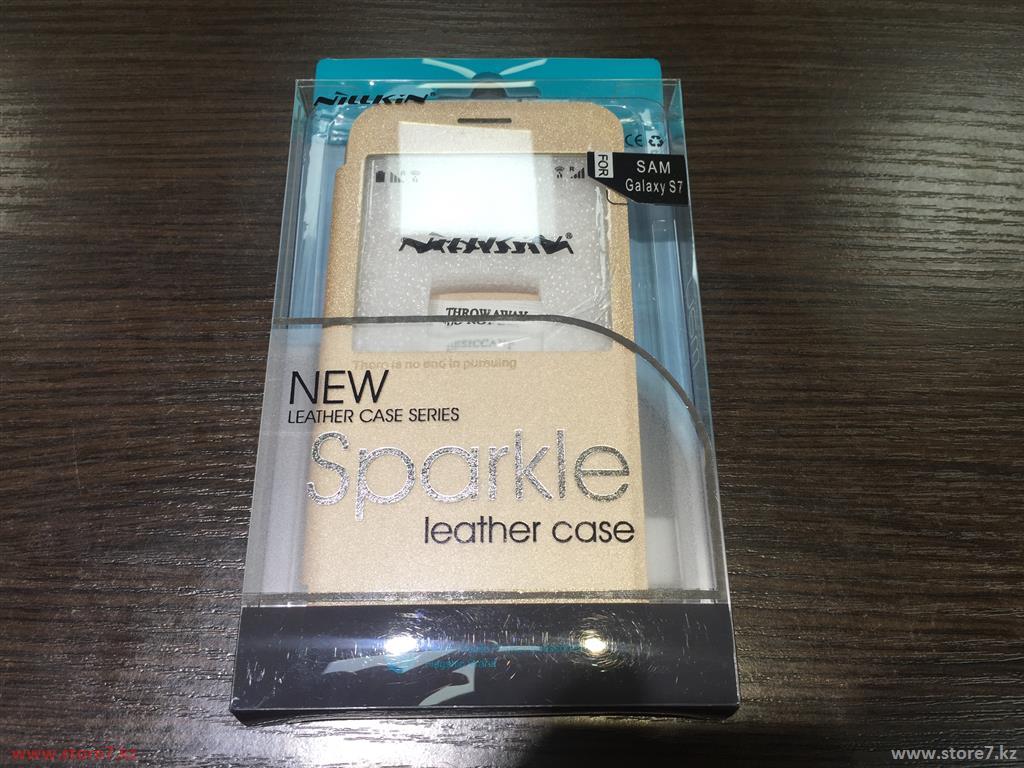 NILLKIN®
CE
FOR
SAM
Galaxy S7
R
R
THROW AWAY
There is no end in pursuing
NEW
LEATHER CASE SERIES
Sparkle
leather case
www.store7.kz
www.store7.kz